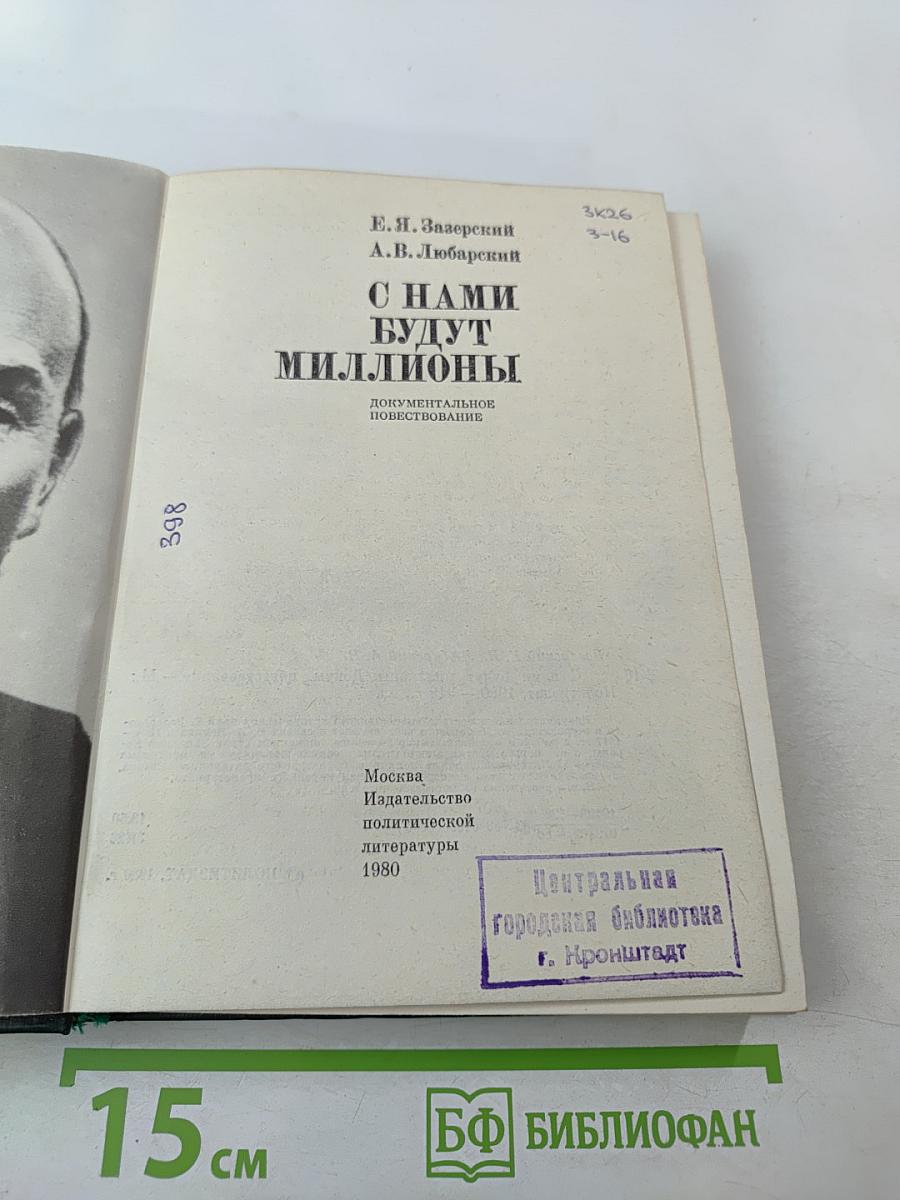 Е. Я. Зазерский
А. В. Любарский
3К26
З-16
С НАМИ
БУДУТ
МИЛЛИОНЫ
ДОКУМЕНТАЛЬНОЕ
ПОВЕСТВОВАНИЕ
398
Москва
Издательство
политической
литературы
1980
Центральная
городская библиотека
г. Кронштадт
15 см
БФ БИБЛИОФАН